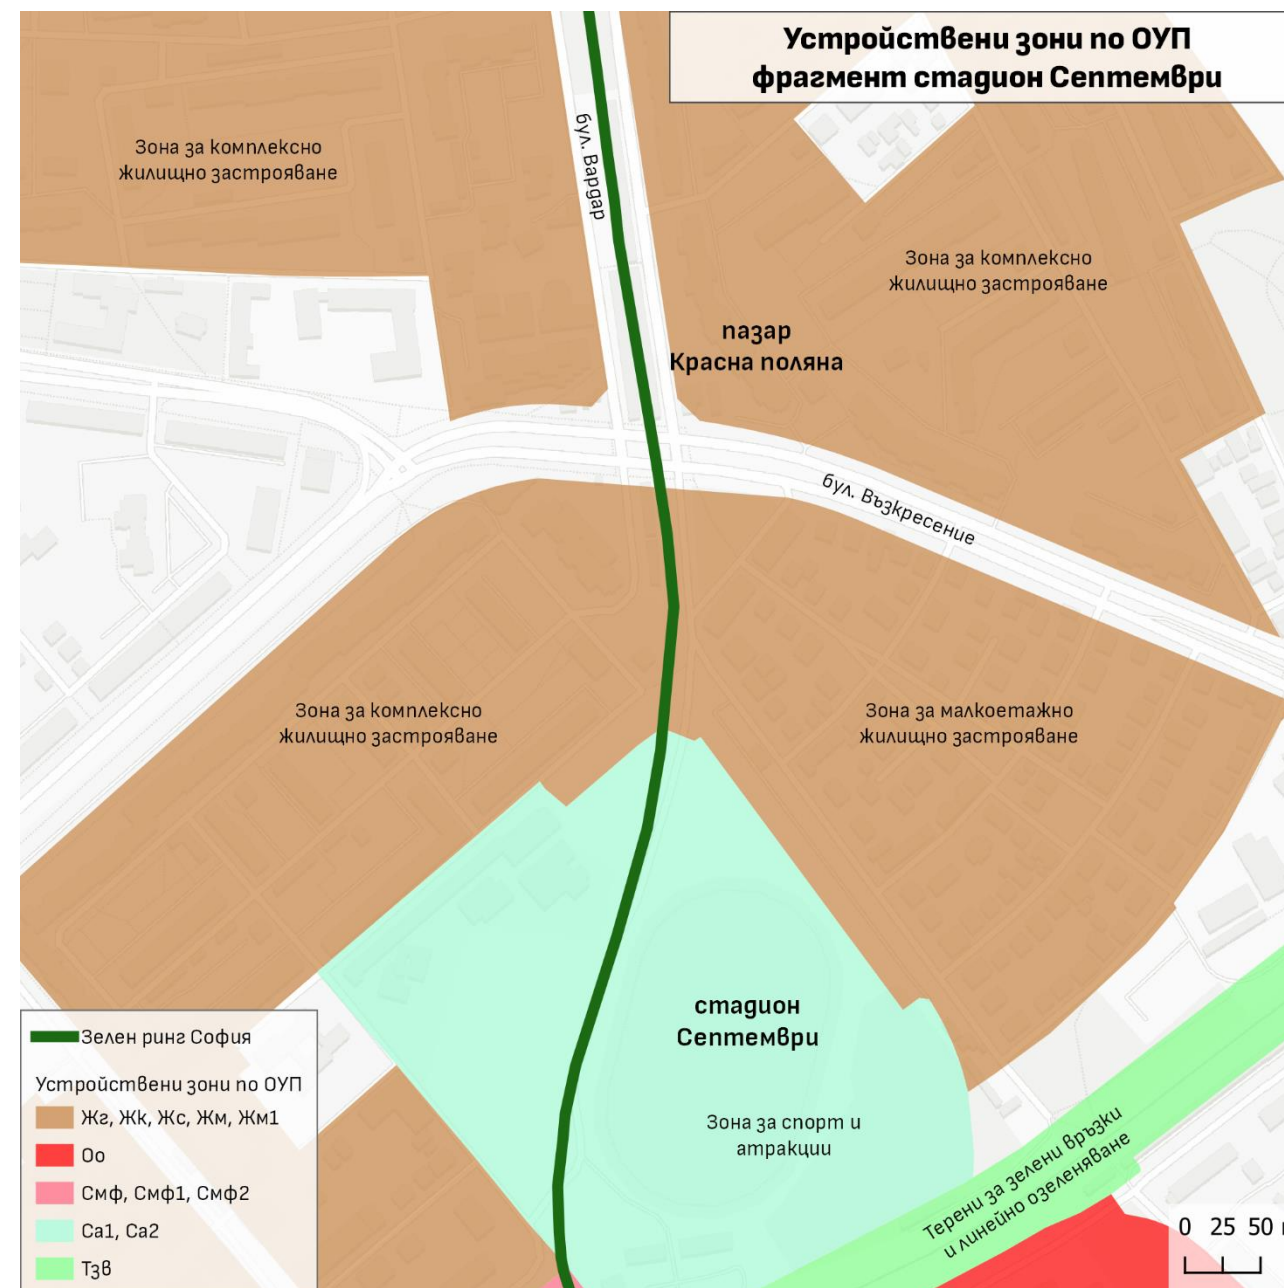 Устройствени зони по ОУП
фрагмент стадион Септември
Зона за комплексно
жилищно застрояване
бул. Вардар
Зона за комплексно
жилищно застрояване
пазар
Красна поляна
бул. Възкресение
Зона за комплексно
жилищно застрояване
Зона за малкоетажно
жилищно застрояване
стадион
Септември
Зона за спорт и
атракции
Терени за зелени връзки
и линейно озеленяване
Зелен ринг София
Устройствени зони по ОУП
Жг, Жк, Жс, Жм, Жм1
Оо
Смф, Смф1, Смф2
Са1, Са2
Тзв
0 25 50